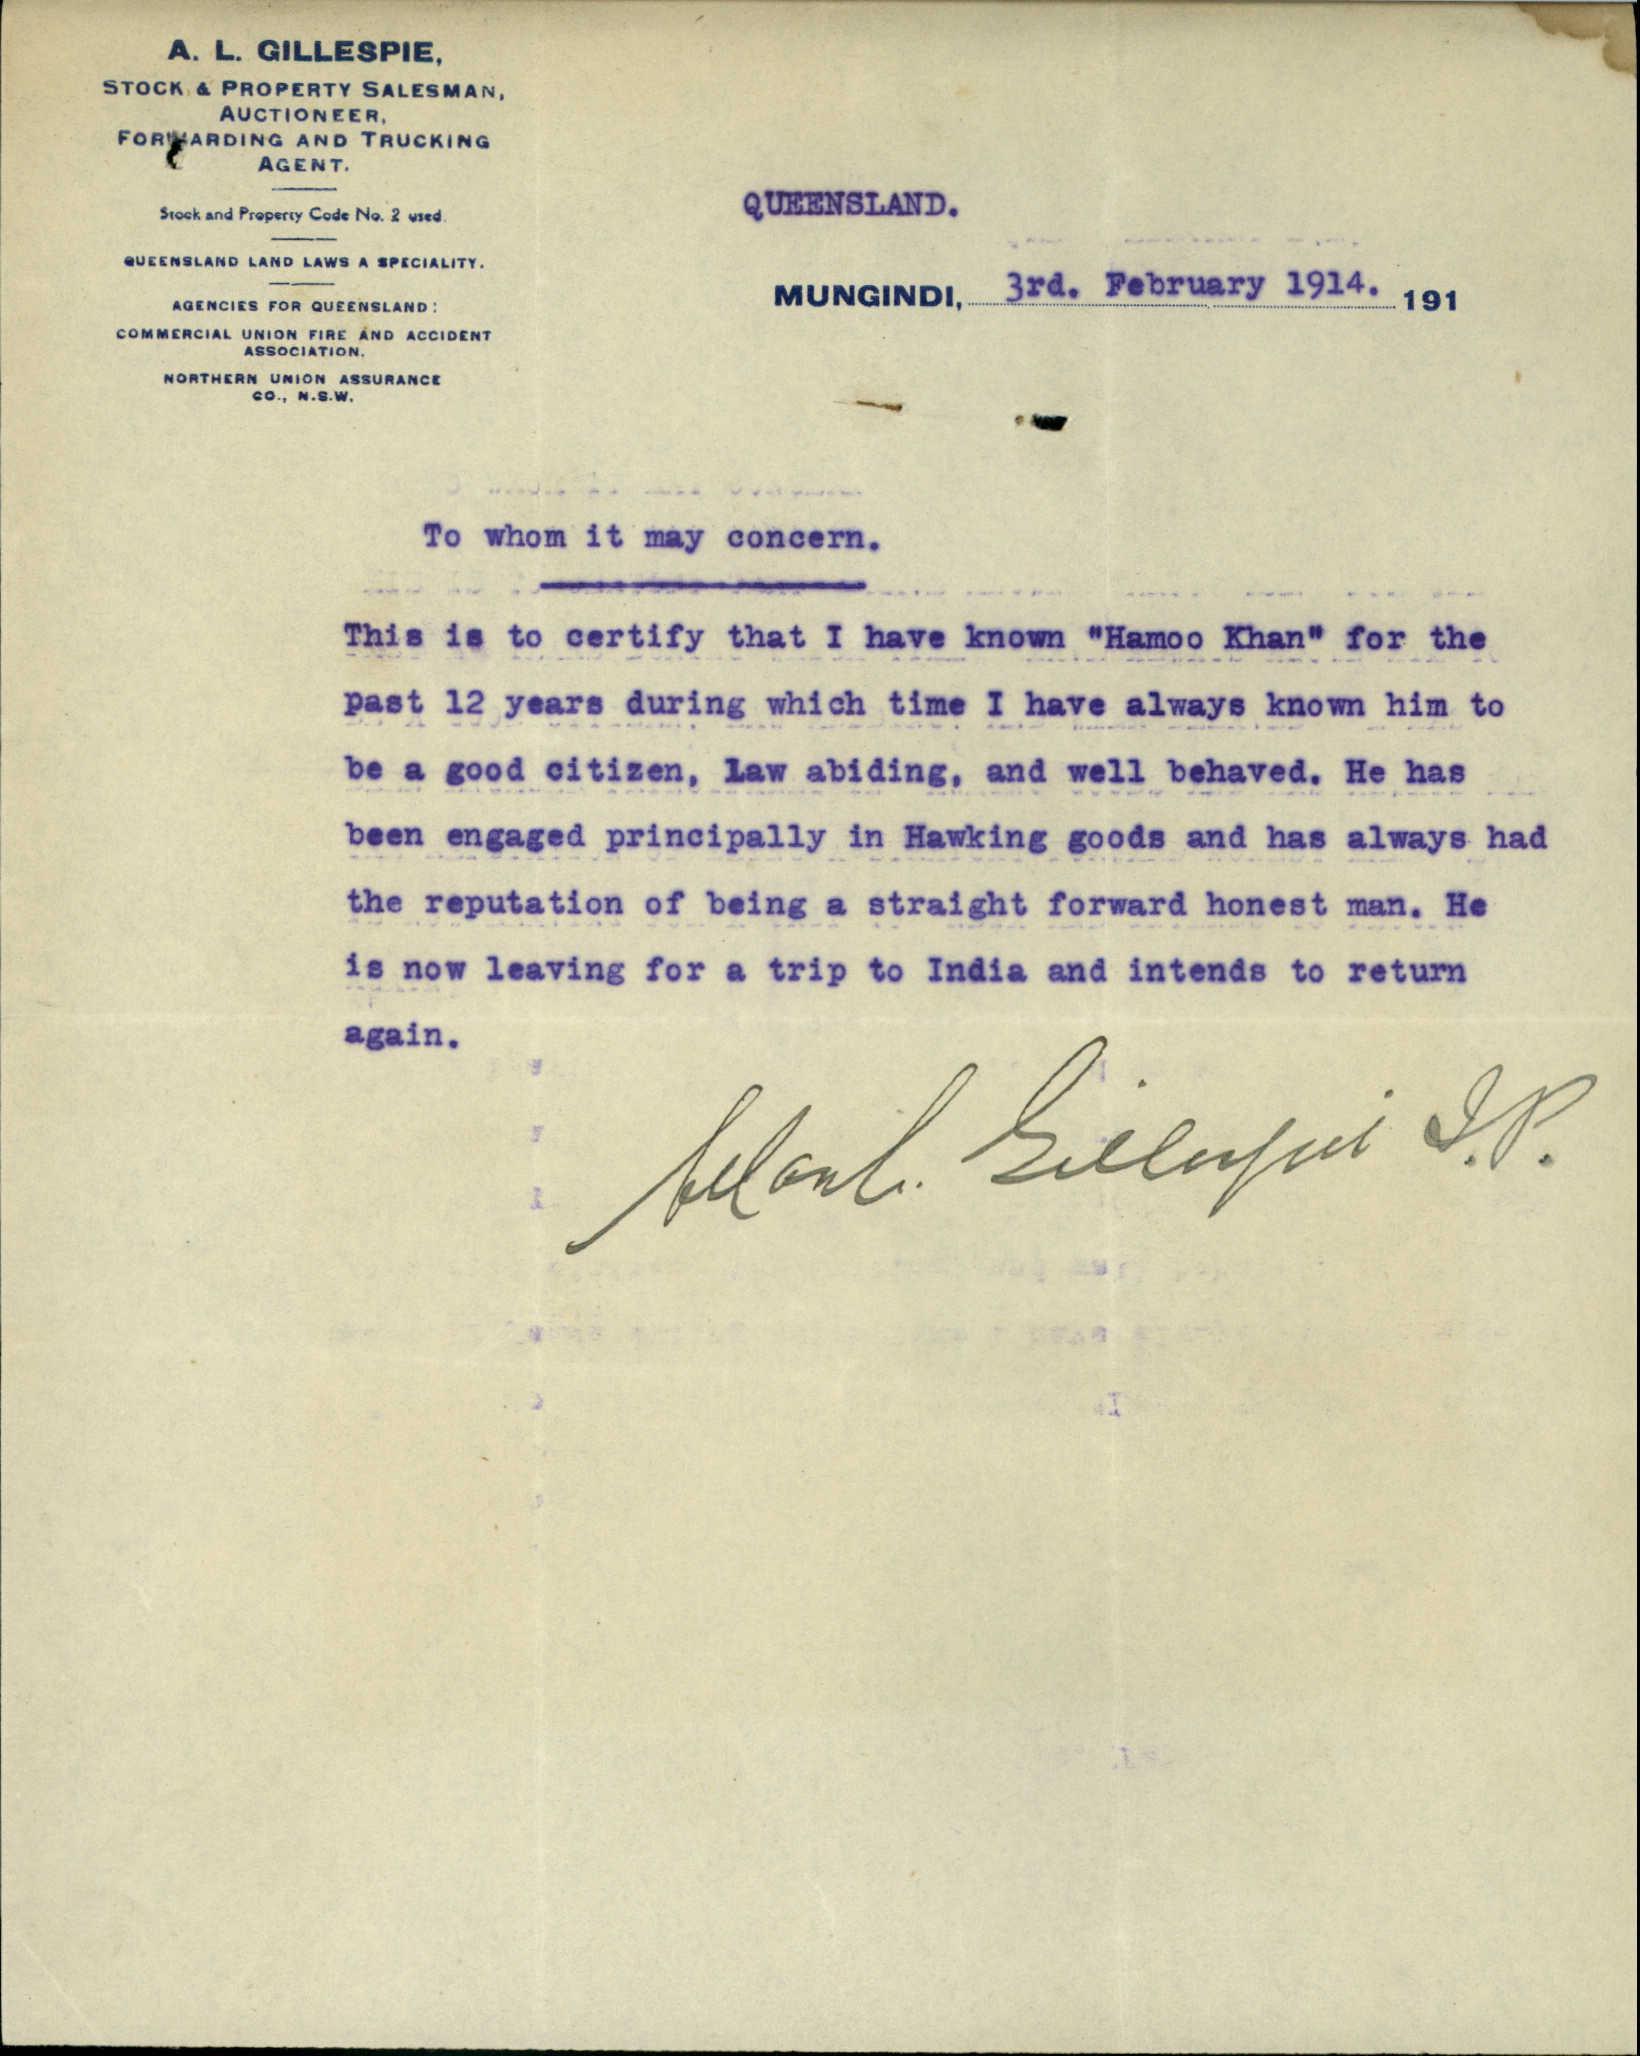 A. L. GILLESPIE,
STOCK & PROPERTY SALESMAN,
AUCTIONEER,
FORWARDING AND TRUCKING
AGENT.
Stock and Property Code No. 2 used.
QUEENSLAND LAND LAWS A SPECIALITY.
AGENCIES FOR QUEENSLAND:
COMMERCIAL UNION FIRE AND ACCIDENT
ASSOCIATION.
NORTHERN UNION ASSURANCE
CO., N.S.W.
QUEENSLAND.
MUNGINDI, 3rd. February 1914. 191
To whom it may concern.
This is to certify that I have known "Hamoo Khan" for the
past 12 years during which time I have always known him to
be a good citizen, Law abiding, and well behaved. He has
been engaged principally in Hawking goods and has always had
the reputation of being a straight forward honest man. He
is now leaving for a trip to India and intends to return
again.
Allan L. Gillespie J.P.